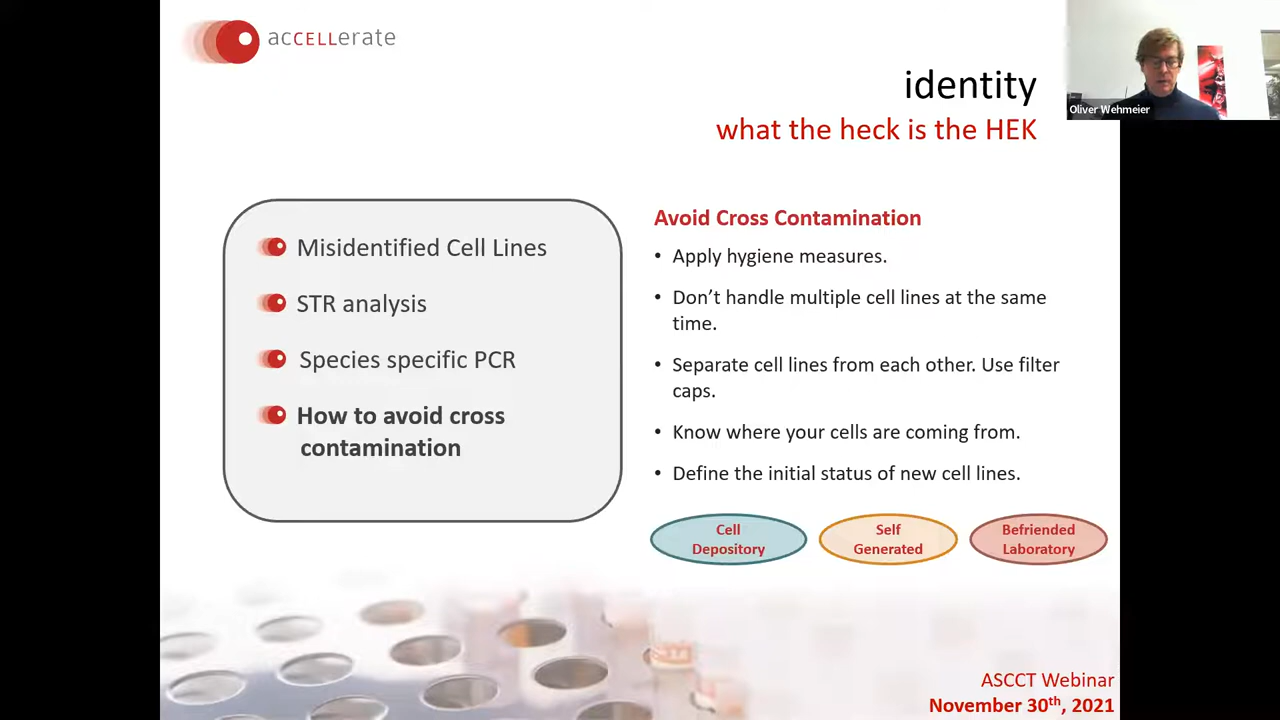 acCELLerate
identity
what the heck is the HEK
Oliver Wehmeier
Misidentified Cell Lines
STR analysis
Species specific PCR
How to avoid cross
contamination
Avoid Cross Contamination
• Apply hygiene measures.
• Don’t handle multiple cell lines at the same
time.
• Separate cell lines from each other. Use filter
caps.
• Know where your cells are coming from.
• Define the initial status of new cell lines.
Cell
Depository
Self
Generated
Befriended
Laboratory
ASCCT Webinar
November 30th, 2021